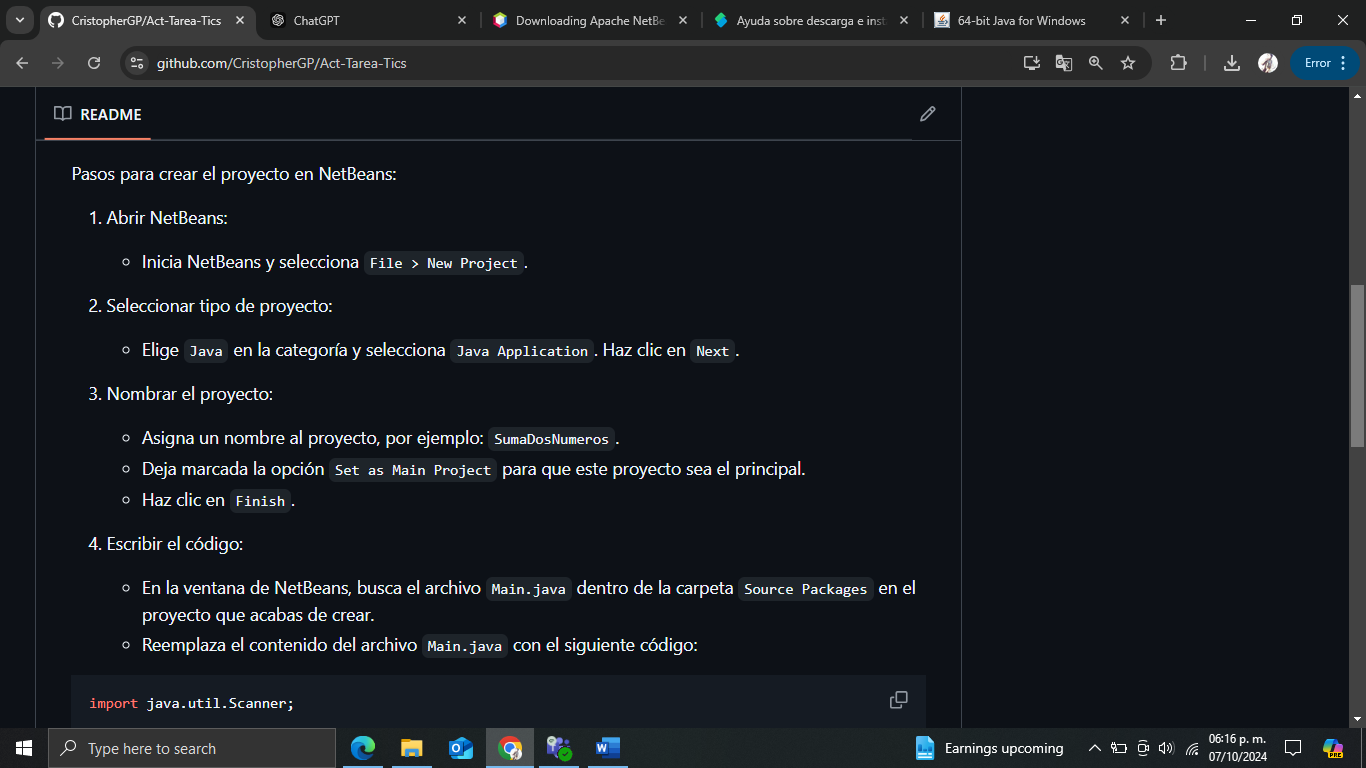 CristopherGP/Act-Tarea-Tics
ChatGPT
Downloading Apache NetBe
Ayuda sobre descarga e inst
64-bit Java for Windows
github.com/CristopherGP/Act-Tarea-Tics
Error
README
Pasos para crear el proyecto en NetBeans:
1. Abrir NetBeans:
Inicia NetBeans y selecciona File > New Project.
2. Seleccionar tipo de proyecto:
Elige Java en la categoría y selecciona Java Application. Haz clic en Next.
3. Nombrar el proyecto:
Asigna un nombre al proyecto, por ejemplo: SumaDosNumeros.
Deja marcada la opción Set as Main Project para que este proyecto sea el principal.
Haz clic en Finish.
4. Escribir el código:
En la ventana de NetBeans, busca el archivo Main.java dentro de la carpeta Source Packages en el
proyecto que acabas de crear.
Reemplaza el contenido del archivo Main.java con el siguiente código:
import java.util.Scanner;
Type here to search
Earnings upcoming
06:16 p. m.
07/10/2024